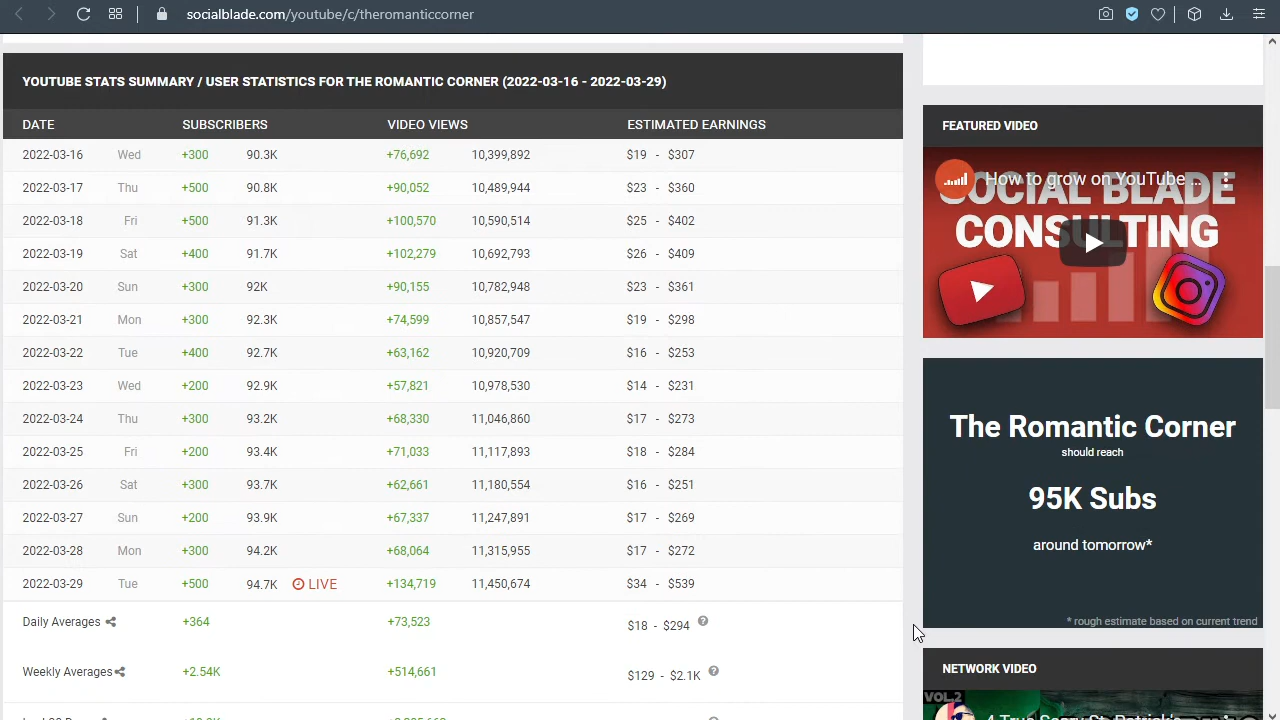 socialblade.com/youtube/c/theromanticcorner
YOUTUBE STATS SUMMARY / USER STATISTICS FOR THE ROMANTIC CORNER (2022-03-16 - 2022-03-29)
DATE SUBSCRIBERS VIDEO VIEWS ESTIMATED EARNINGS
2022-03-16 Wed +300 90.3K +76,692 10,399,892 $19 - $307
2022-03-17 Thu +500 90.8K +90,052 10,489,944 $23 - $360
2022-03-18 Fri +500 91.3K +100,570 10,590,514 $25 - $402
2022-03-19 Sat +400 91.7K +102,279 10,692,793 $26 - $409
2022-03-20 Sun +300 92K +90,155 10,782,948 $23 - $361
2022-03-21 Mon +300 92.3K +74,599 10,857,547 $19 - $298
2022-03-22 Tue +400 92.7K +63,162 10,920,709 $16 - $253
2022-03-23 Wed +200 92.9K +57,821 10,978,530 $14 - $231
2022-03-24 Thu +300 93.2K +68,330 11,046,860 $17 - $273
2022-03-25 Fri +200 93.4K +71,033 11,117,893 $18 - $284
2022-03-26 Sat +300 93.7K +62,661 11,180,554 $16 - $251
2022-03-27 Sun +200 93.9K +67,337 11,247,891 $17 - $269
2022-03-28 Mon +300 94.2K +68,064 11,315,955 $17 - $272
2022-03-29 Tue +500 94.7K LIVE +134,719 11,450,674 $34 - $539
Daily Averages +364 +73,523 $18 - $294
Weekly Averages +2.54K +514,661 $129 - $2.1K
FEATURED VIDEO
How to grow on YouTube ...
SOCIAL BLADE
CONSULTING
The Romantic Corner
should reach
95K Subs
around tomorrow*
* rough estimate based on current trend
NETWORK VIDEO
VOL.2